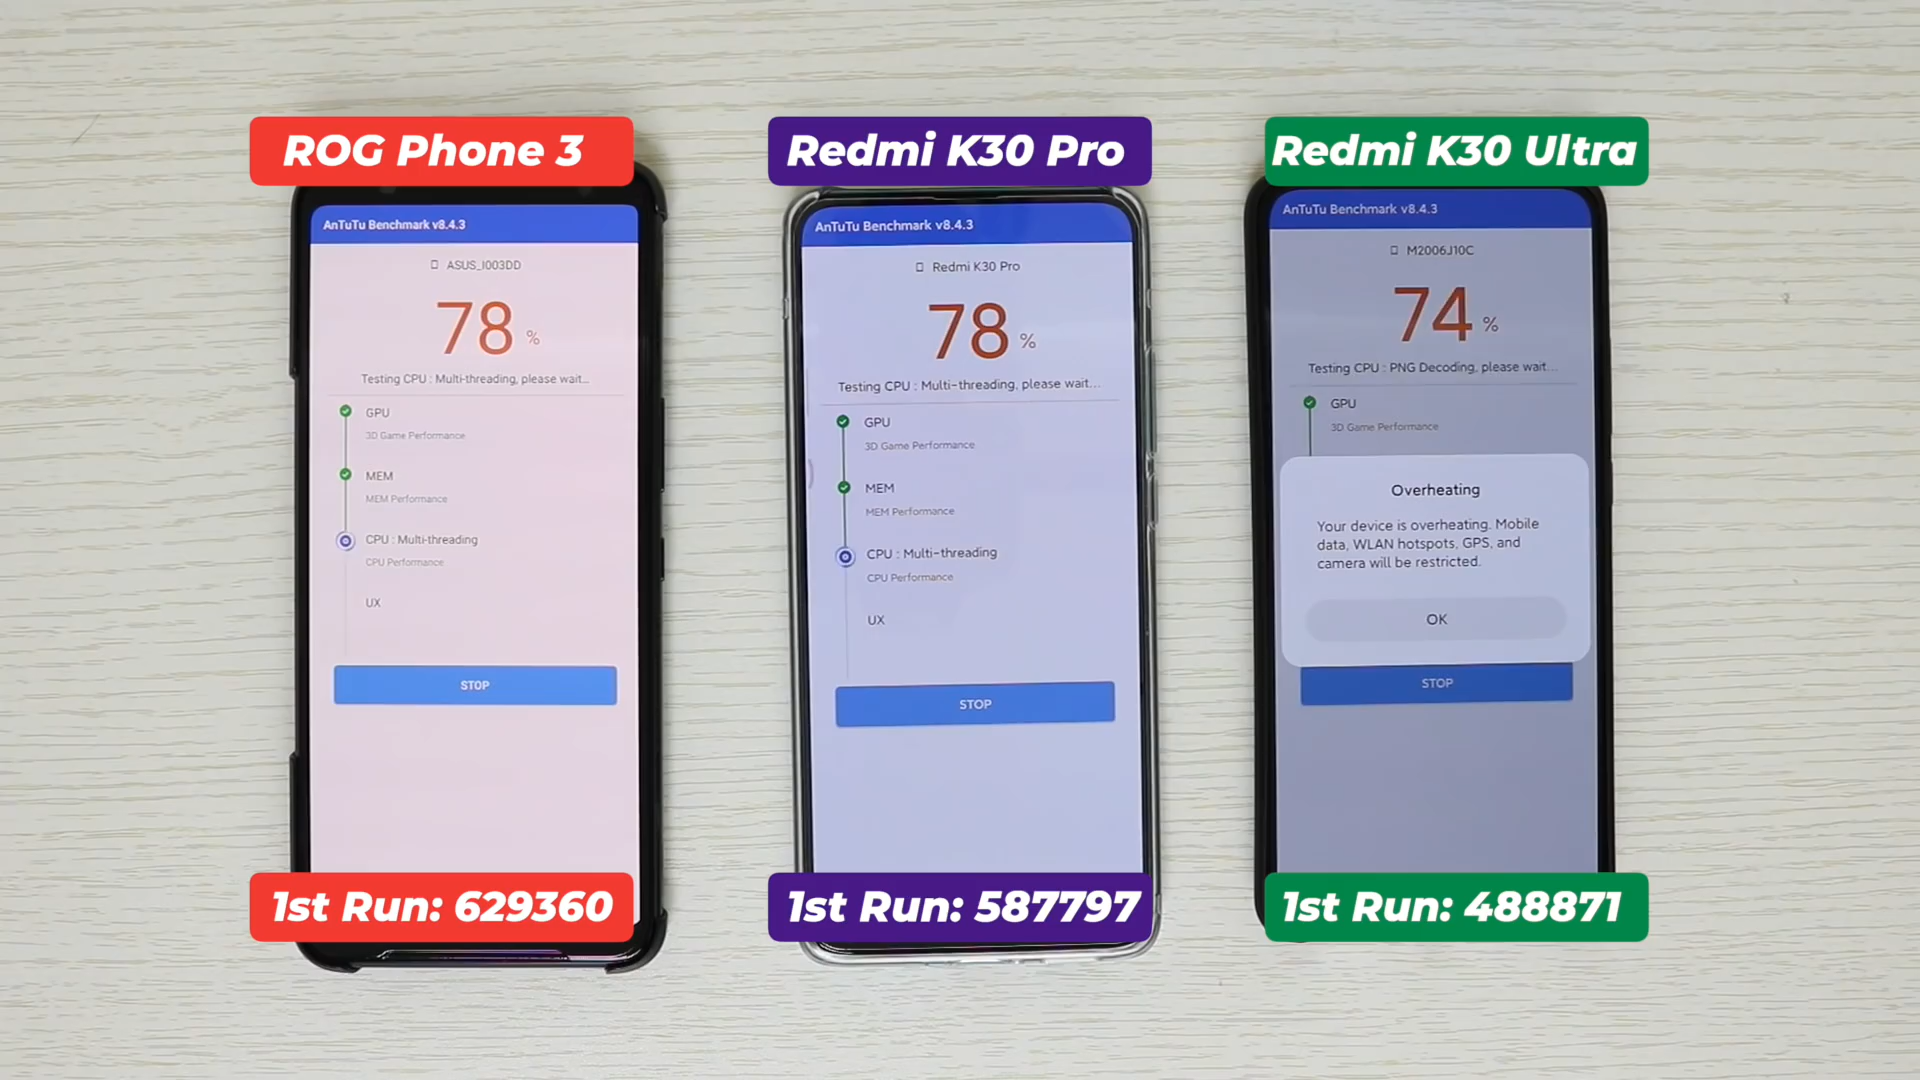 ROG Phone 3
AnTuTu Benchmark v8.4.3
ASUS_I003DD
78 %
Testing CPU : Multi-threading, please wait...
GPU
3D Game Performance
MEM
MEM Performance
CPU : Multi-threading
CPU Performance
UX
STOP
1st Run: 629360
Redmi K30 Pro
AnTuTu Benchmark v8.4.3
Redmi K30 Pro
78 %
Testing CPU : Multi-threading, please wait...
GPU
3D Game Performance
MEM
MEM Performance
CPU : Multi-threading
CPU Performance
UX
STOP
1st Run: 587797
Redmi K30 Ultra
AnTuTu Benchmark v8.4.3
M2006J10C
74 %
Testing CPU : PNG Decoding, please wait...
GPU
3D Game Performance
Overheating
Your device is overheating. Mobile
data, WLAN hotspots, GPS, and
camera will be restricted.
OK
STOP
1st Run: 488871